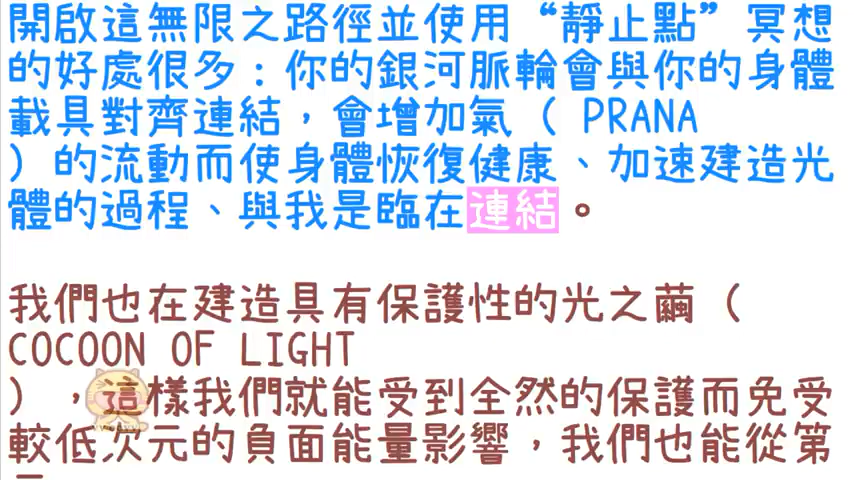 開啟這無限之路徑並使用“靜止點”冥想
的好處很多：你的銀河脈輪會與你的身體
載具對齊連結，會增加氣（ PRANA
）的流動而使身體恢復健康、加速建造光
體的過程、與我是臨在連結。
我們也在建造具有保護性的光之繭（
COCOON OF LIGHT
），這樣我們就能受到全然的保護而免受
較低次元的負面能量影響，我們也能從第